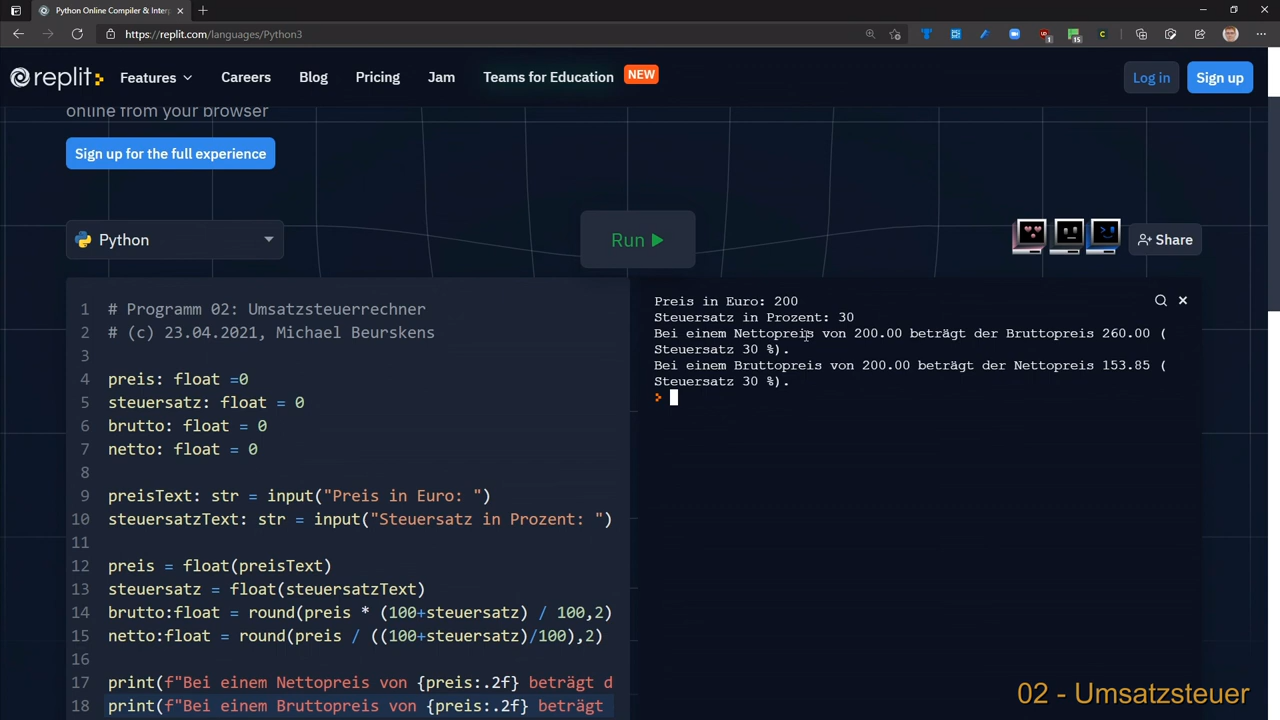 Python Online Compiler & Inter
https://replit.com/languages/Python3
1
15
replit
Features
Careers
Blog
Pricing
Jam
Teams for Education
NEW
Log in
Sign up
online from your browser
Sign up for the full experience
Python
Run
Share
1 # Programm 02: Umsatzsteuerrechner
2 # (c) 23.04.2021, Michael Beurskens
3
4 preis: float =0
5 steuersatz: float = 0
6 brutto: float = 0
7 netto: float = 0
8
9 preisText: str = input("Preis in Euro: ")
10 steuersatzText: str = input("Steuersatz in Prozent: ")
11
12 preis = float(preisText)
13 steuersatz = float(steuersatzText)
14 brutto:float = round(preis * (100+steuersatz) / 100,2)
15 netto:float = round(preis / ((100+steuersatz)/100),2)
16
17 print(f"Bei einem Nettopreis von {preis:.2f} beträgt d
18 print(f"Bei einem Bruttopreis von {preis:.2f} beträgt
Preis in Euro: 200
Steuersatz in Prozent: 30
Bei einem Nettopreis von 200.00 beträgt der Bruttopreis 260.00 (
Steuersatz 30 %).
Bei einem Bruttopreis von 200.00 beträgt der Nettopreis 153.85 (
Steuersatz 30 %).
02 - Umsatzsteuer